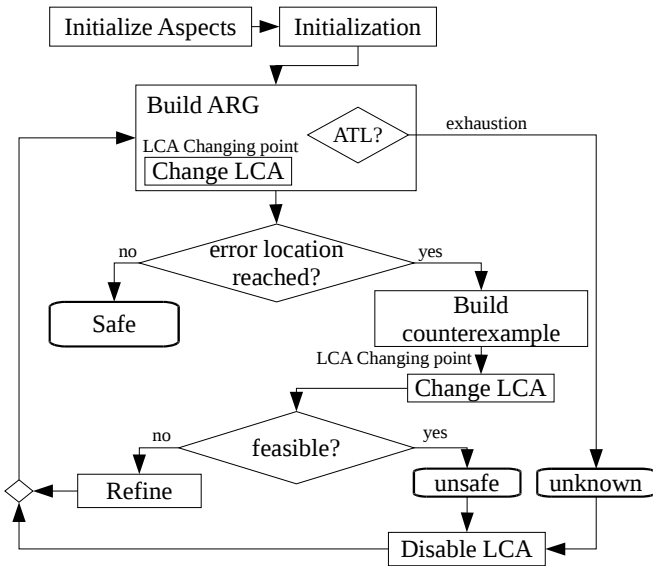 Initialize Aspects
Initialization
Build ARG
ATL?
exhaustion
LCA Changing point
Change LCA
no
error location
reached?
yes
Safe
Build
counterexample
LCA Changing point
Change LCA
no
feasible?
yes
Refine
unsafe
unknown
Disable LCA